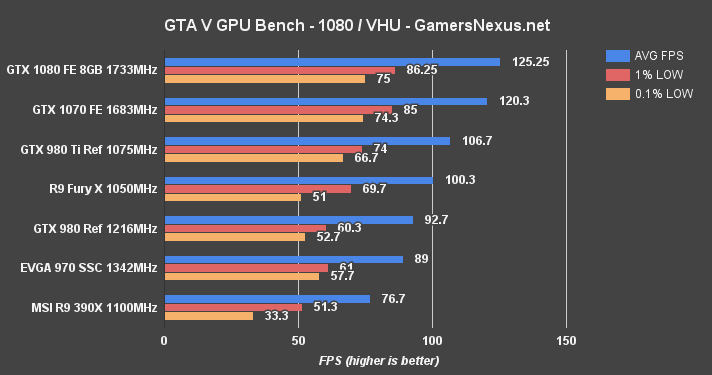 GTA V GPU Bench - 1080 / VHU - GamersNexus.net
AVG FPS
1% LOW
0.1% LOW
GTX 1080 FE 8GB 1733MHz
125.25
86.25
75
GTX 1070 FE 1683MHz
120.3
85
74.3
GTX 980 Ti Ref 1075MHz
106.7
74
66.7
R9 Fury X 1050MHz
100.3
69.7
51
GTX 980 Ref 1216MHz
92.7
60.3
52.7
EVGA 970 SSC 1342MHz
89
61
57.7
MSI R9 390X 1100MHz
76.7
51.3
33.3
0 50 100 150
FPS (higher is better)